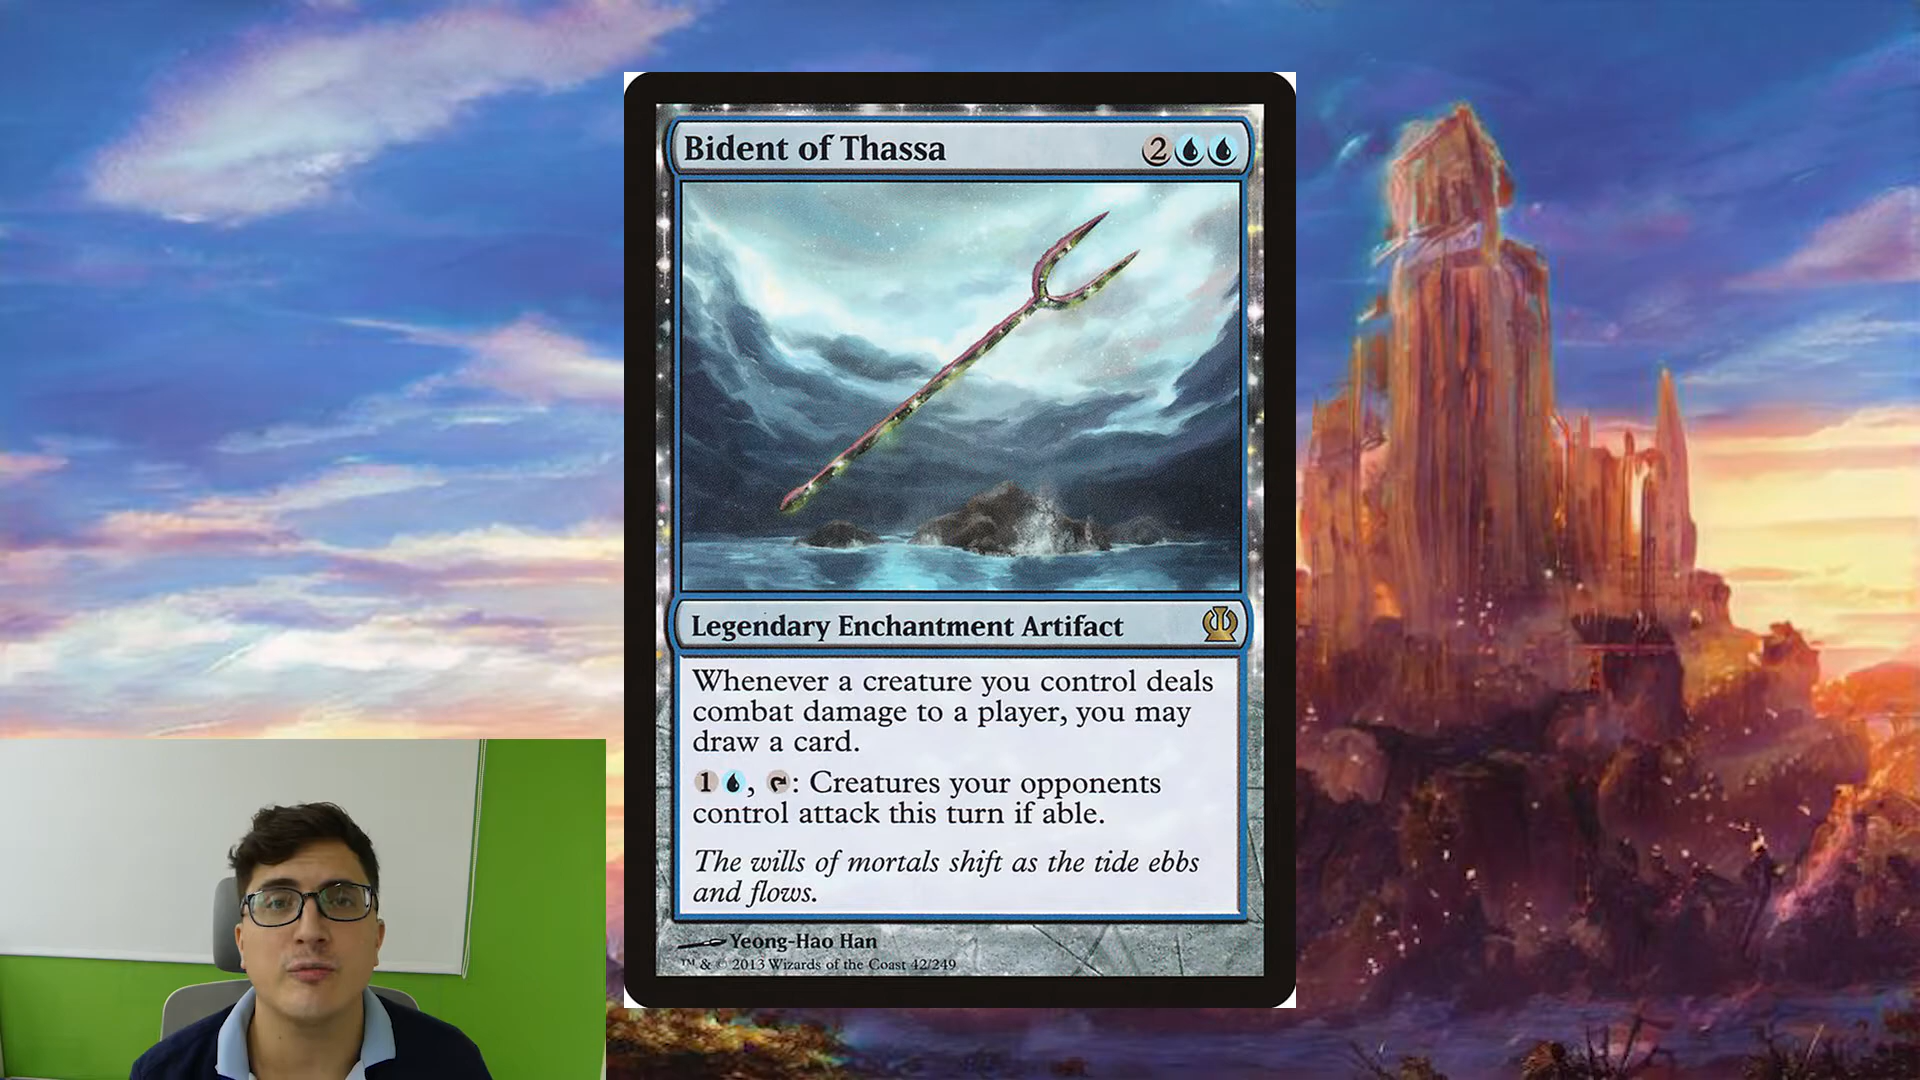 Bident of Thassa 2
Legendary Enchantment Artifact
Whenever a creature you control deals
combat damage to a player, you may
draw a card.
1 , : Creatures your opponents
control attack this turn if able.
The wills of mortals shift as the tide ebbs
and flows.
Yeong-Hao Han
™ & © 2013 Wizards of the Coast 42/249